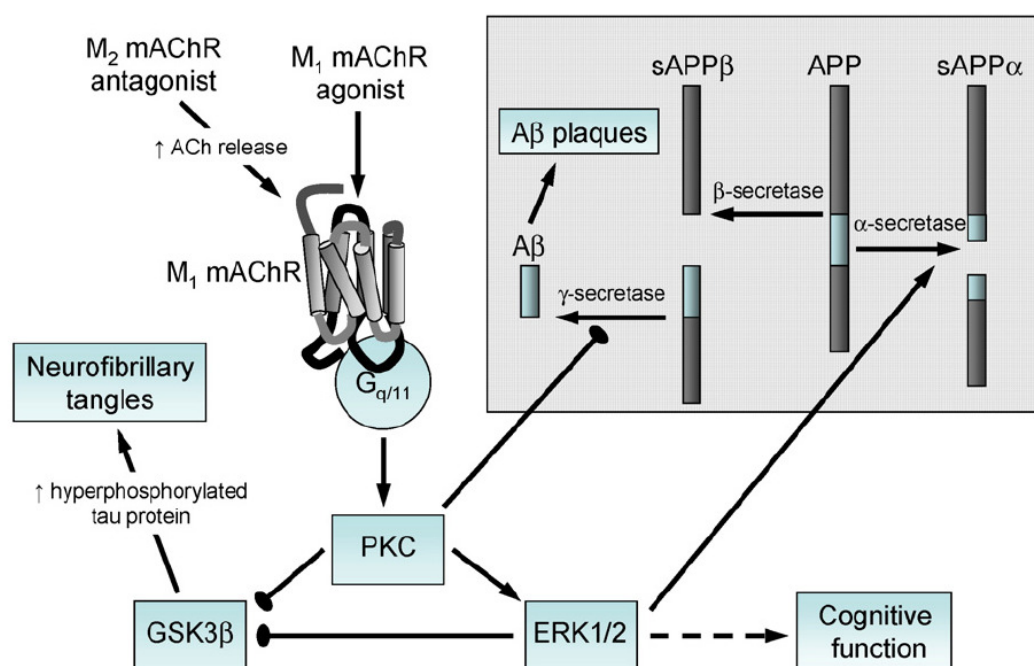 M₂ mAChR
antagonist
M₁ mAChR
agonist
↑ ACh release
M₁ mAChR
G_q/11
sAPPβ
APP
sAPPα
Aβ plaques
β-secretase
α-secretase
Aβ
γ-secretase
Neurofibrillary
tangles
↑ hyperphosphorylated
tau protein
PKC
GSK3β
ERK1/2
Cognitive
function